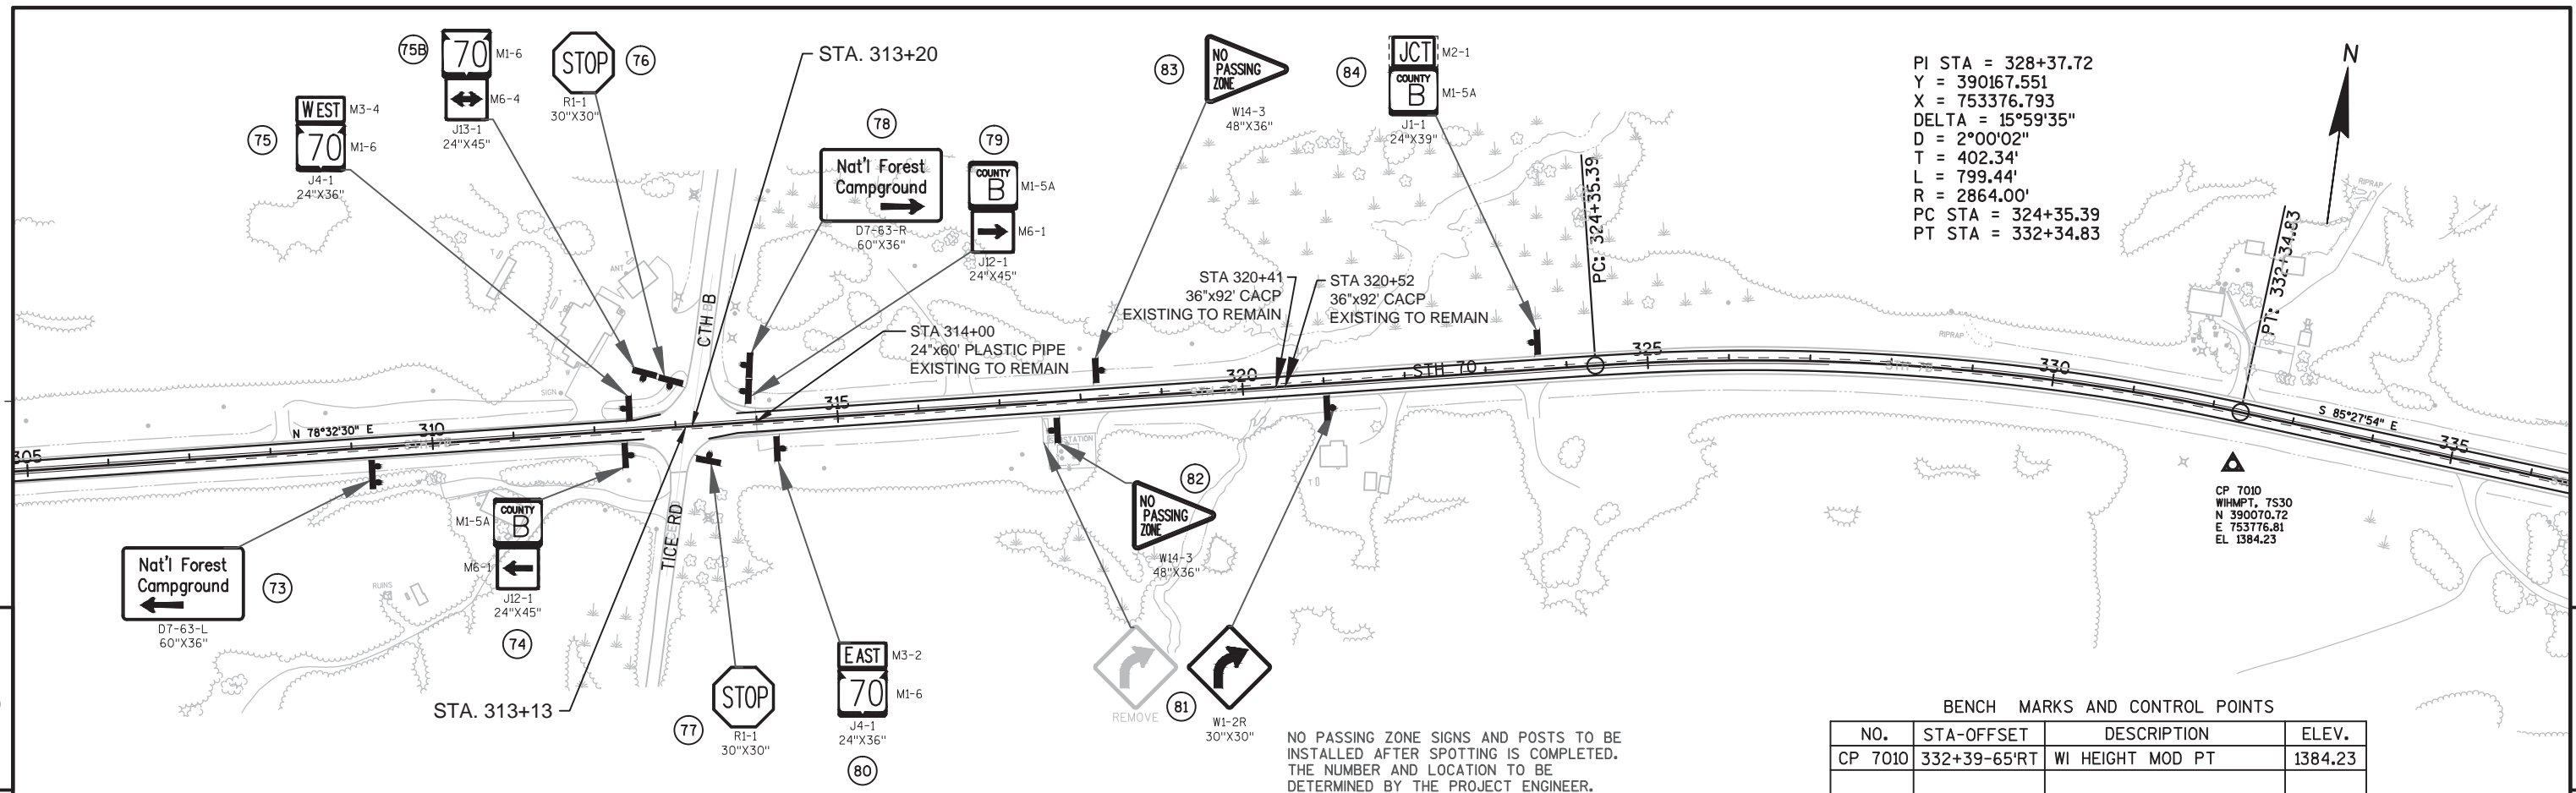 75B
70
M1-6
M6-4
J13-1
24"X45"
STOP
76
R1-1
30"X30"
STA. 313+20
75
WEST
M3-4
70
M1-6
J4-1
24"X36"
78
Nat'l Forest
Campground
D7-63-R
60"X36"
79
COUNTY
B
M1-5A
M6-1
J12-1
24"X45"
83
NO
PASSING
ZONE
W14-3
48"X36"
84
JCT
M2-1
COUNTY
B
M1-5A
J1-1
24"X39"
PI STA = 328+37.72
Y = 390167.551
X = 753376.793
DELTA = 15°59'35"
D = 2°00'02"
T = 402.34'
L = 799.44'
R = 2864.00'
PC STA = 324+35.39
PT STA = 332+34.83
N
RIPRAP
ANT
T
T
SIGN
CTH B
STA 314+00
24"x60' PLASTIC PIPE
EXISTING TO REMAIN
STA 320+41
36"x92' CACP
EXISTING TO REMAIN
STA 320+52
36"x92' CACP
EXISTING TO REMAIN
PC: 324+35.39
PT: 332+34.83
RIPRAP
305
N 78°32'30" E
STH 70
310
315
320
STH 70
STH 70
325
STH 70
330
S 85°27'54" E
335
CP 7010
WIHMPT, 7S30
N 390070.72
E 753776.81
EL 1384.23
TICE RD
Nat'l Forest
Campground
73
D7-63-L
60"X36"
RUINS
COUNTY
B
M1-5A
M6-1
J12-1
24"X45"
74
STA. 313+13
77
STOP
R1-1
30"X30"
EAST
M3-2
70
M1-6
J4-1
24"X36"
80
82
NO
PASSING
ZONE
W14-3
48"X36"
REMOVE
81
W1-2R
30"X30"
T
NO PASSING ZONE SIGNS AND POSTS TO BE
INSTALLED AFTER SPOTTING IS COMPLETED.
THE NUMBER AND LOCATION TO BE
DETERMINED BY THE PROJECT ENGINEER.
BENCH MARKS AND CONTROL POINTS
NO. STA-OFFSET DESCRIPTION ELEV.
CP 7010 332+39-65'RT WI HEIGHT MOD PT 1384.23